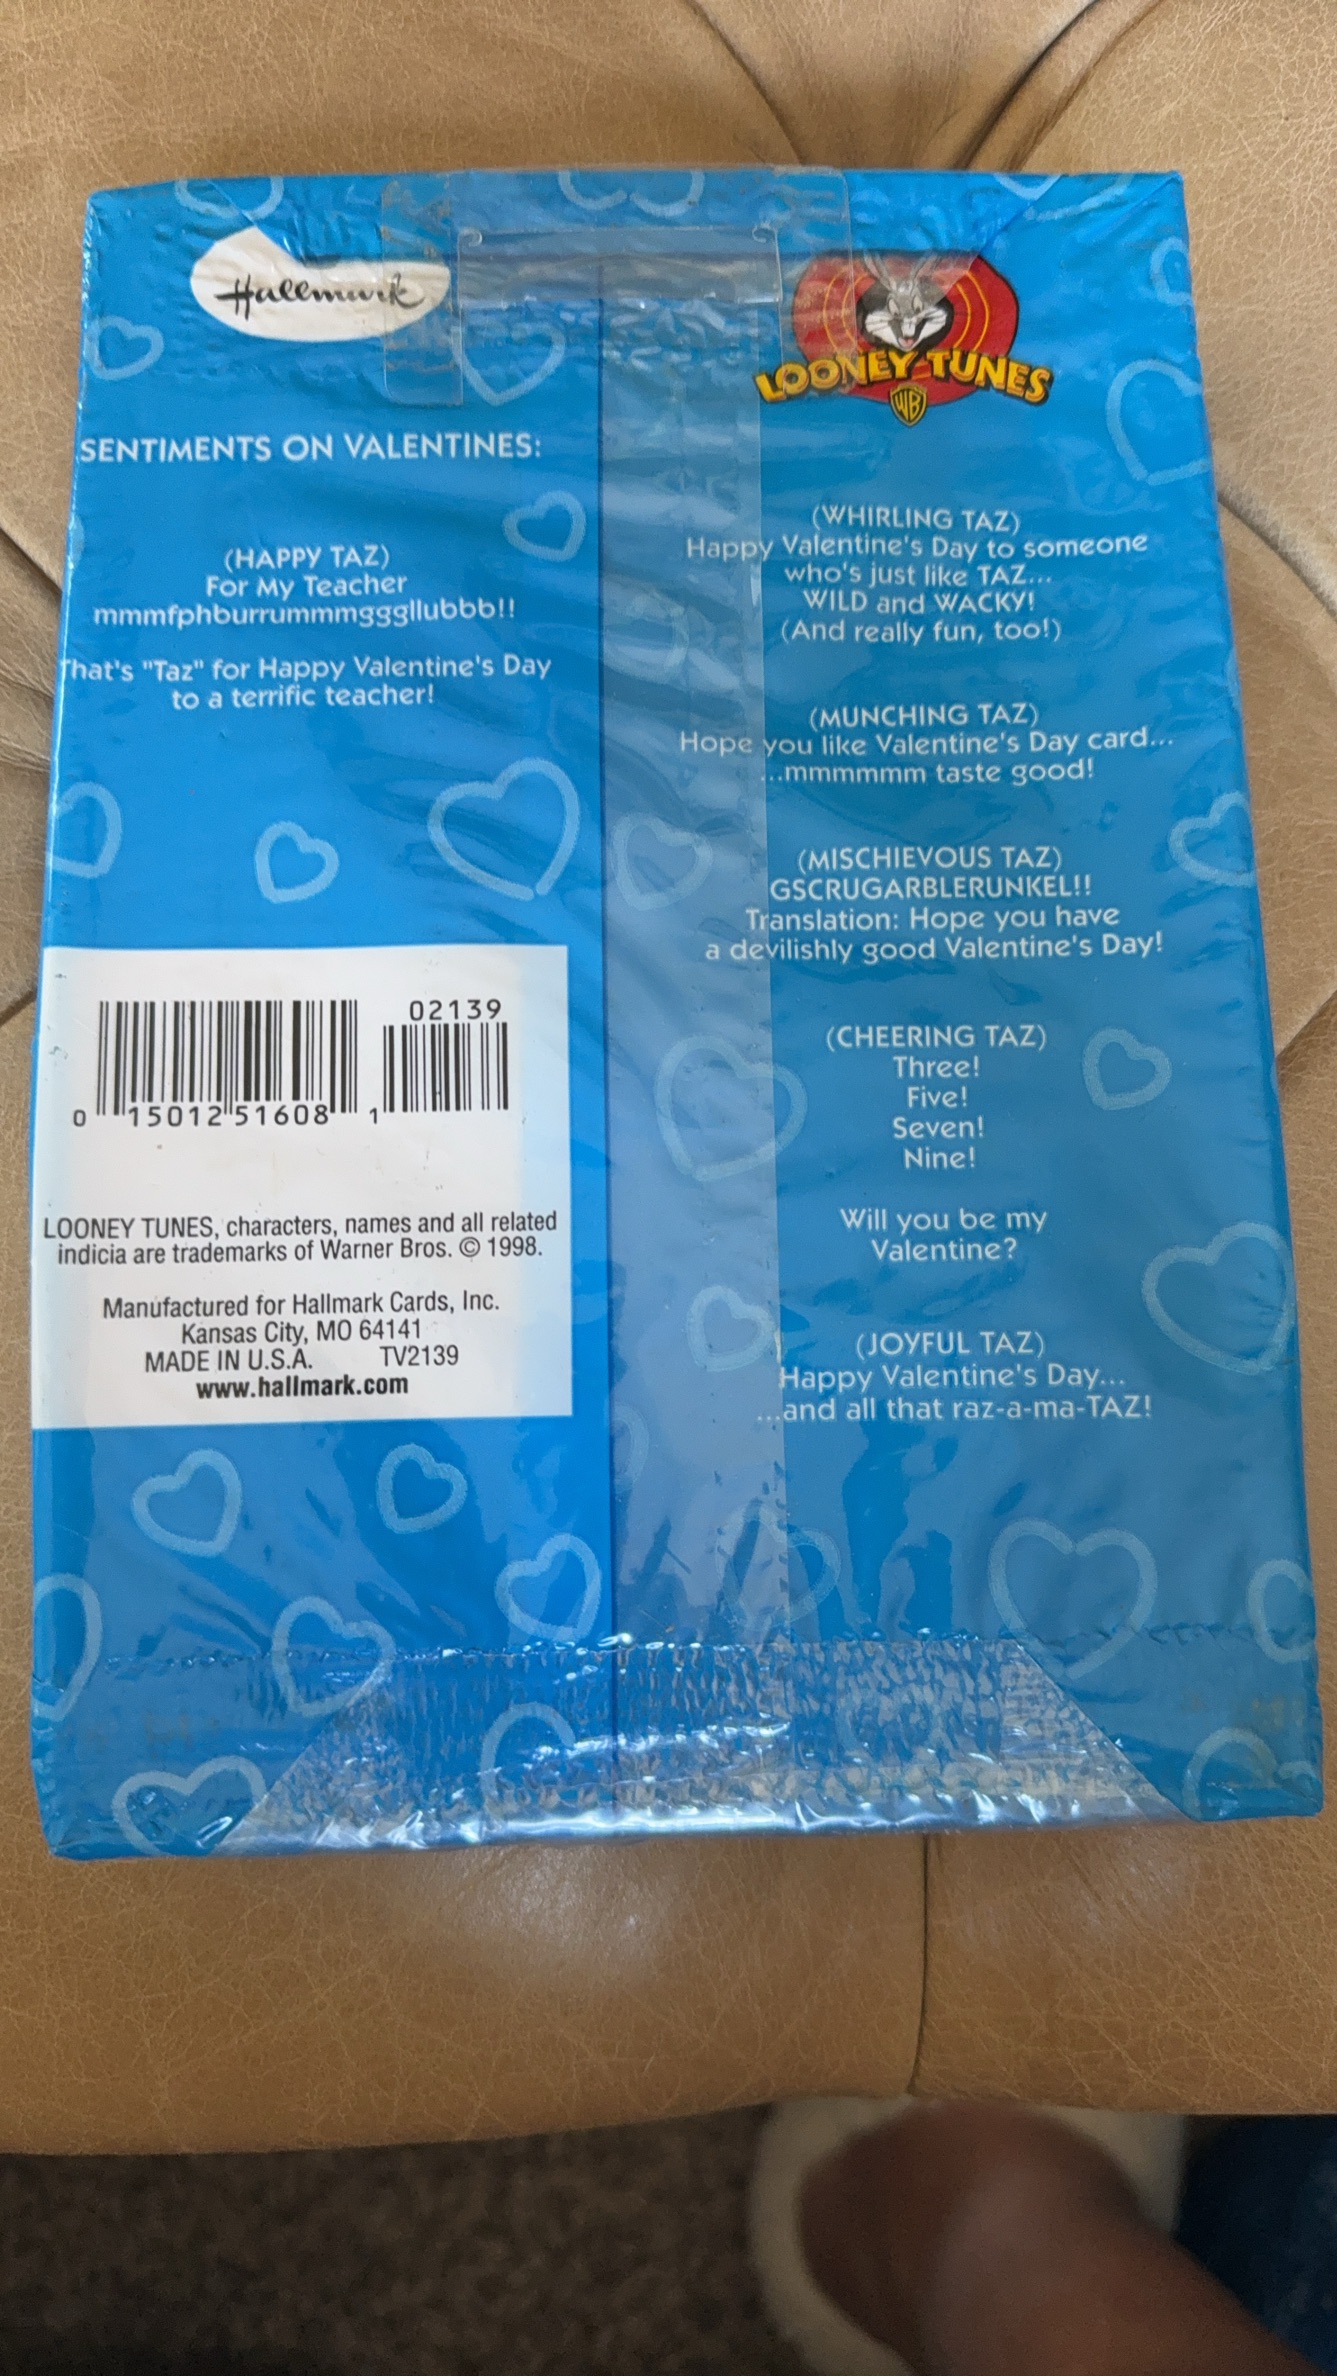 Hallmark
SENTIMENTS ON VALENTINES:
(HAPPY TAZ)
For My Teacher
mmmfphburrummmgggllubbb!!
That's "Taz" for Happy Valentine's Day
to a terrific teacher!
02139
0 15012 51608 1
LOONEY TUNES, characters, names and all related
indicia are trademarks of Warner Bros. © 1998.
Manufactured for Hallmark Cards, Inc.
Kansas City, MO 64141
MADE IN U.S.A. TV2139
www.hallmark.com
LOONEY TUNES
WB
(WHIRLING TAZ)
Happy Valentine's Day to someone
who's just like TAZ...
WILD and WACKY!
(And really fun, too!)
(MUNCHING TAZ)
Hope you like Valentine's Day card...
...mmmmmm taste good!
(MISCHIEVOUS TAZ)
GSCRUGARBLERUNKEL!!
Translation: Hope you have
a devilishly good Valentine's Day!
(CHEERING TAZ)
Three!
Five!
Seven!
Nine!
Will you be my
Valentine?
(JOYFUL TAZ)
Happy Valentine's Day...
...and all that raz-a-ma-TAZ!